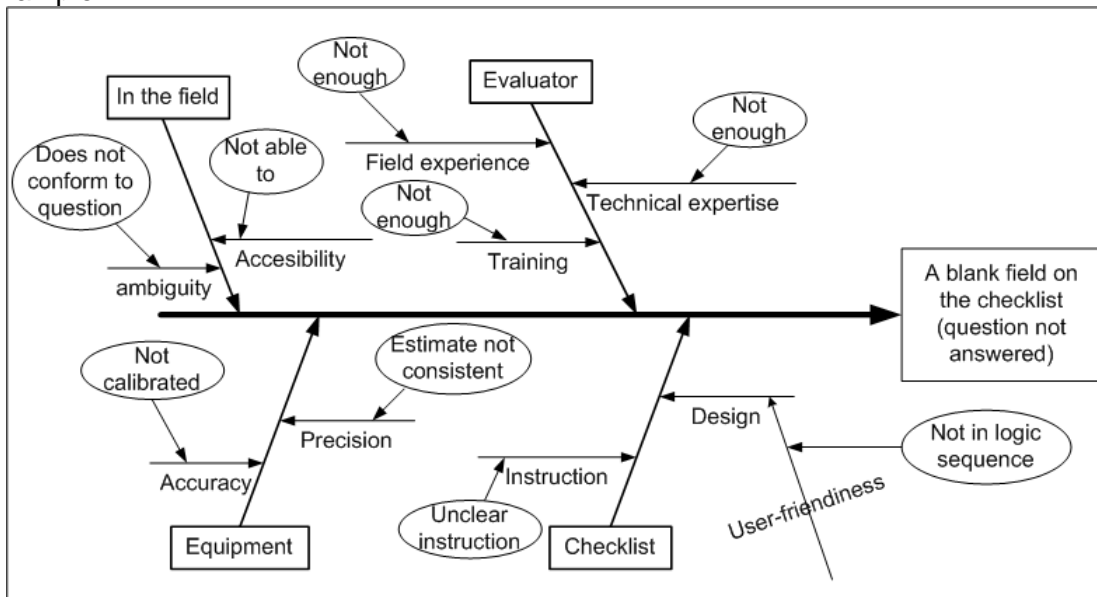 Not
enough
Evaluator
In the field
Not
enough
Does not
conform to
question
Not able
to
Field experience
Not
enough
Technical expertise
Accesibility
Training
ambiguity
A blank field on
the checklist
(question not
answered)
Not
calibrated
Estimate not
consistent
Precision
Design
Not in logic
sequence
Accuracy
Instruction
User-friendiness
Unclear
instruction
Equipment
Checklist